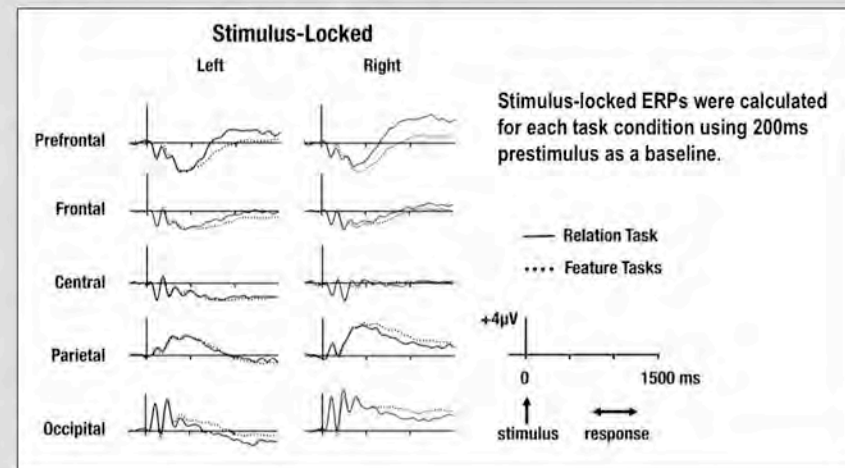 Stimulus-Locked
Left Right
Prefrontal
Frontal
Central
Parietal
Occipital
Stimulus-locked ERPs were calculated
for each task condition using 200ms
prestimulus as a baseline.
Relation Task
Feature Tasks
+4μV
0 1500 ms
stimulus response